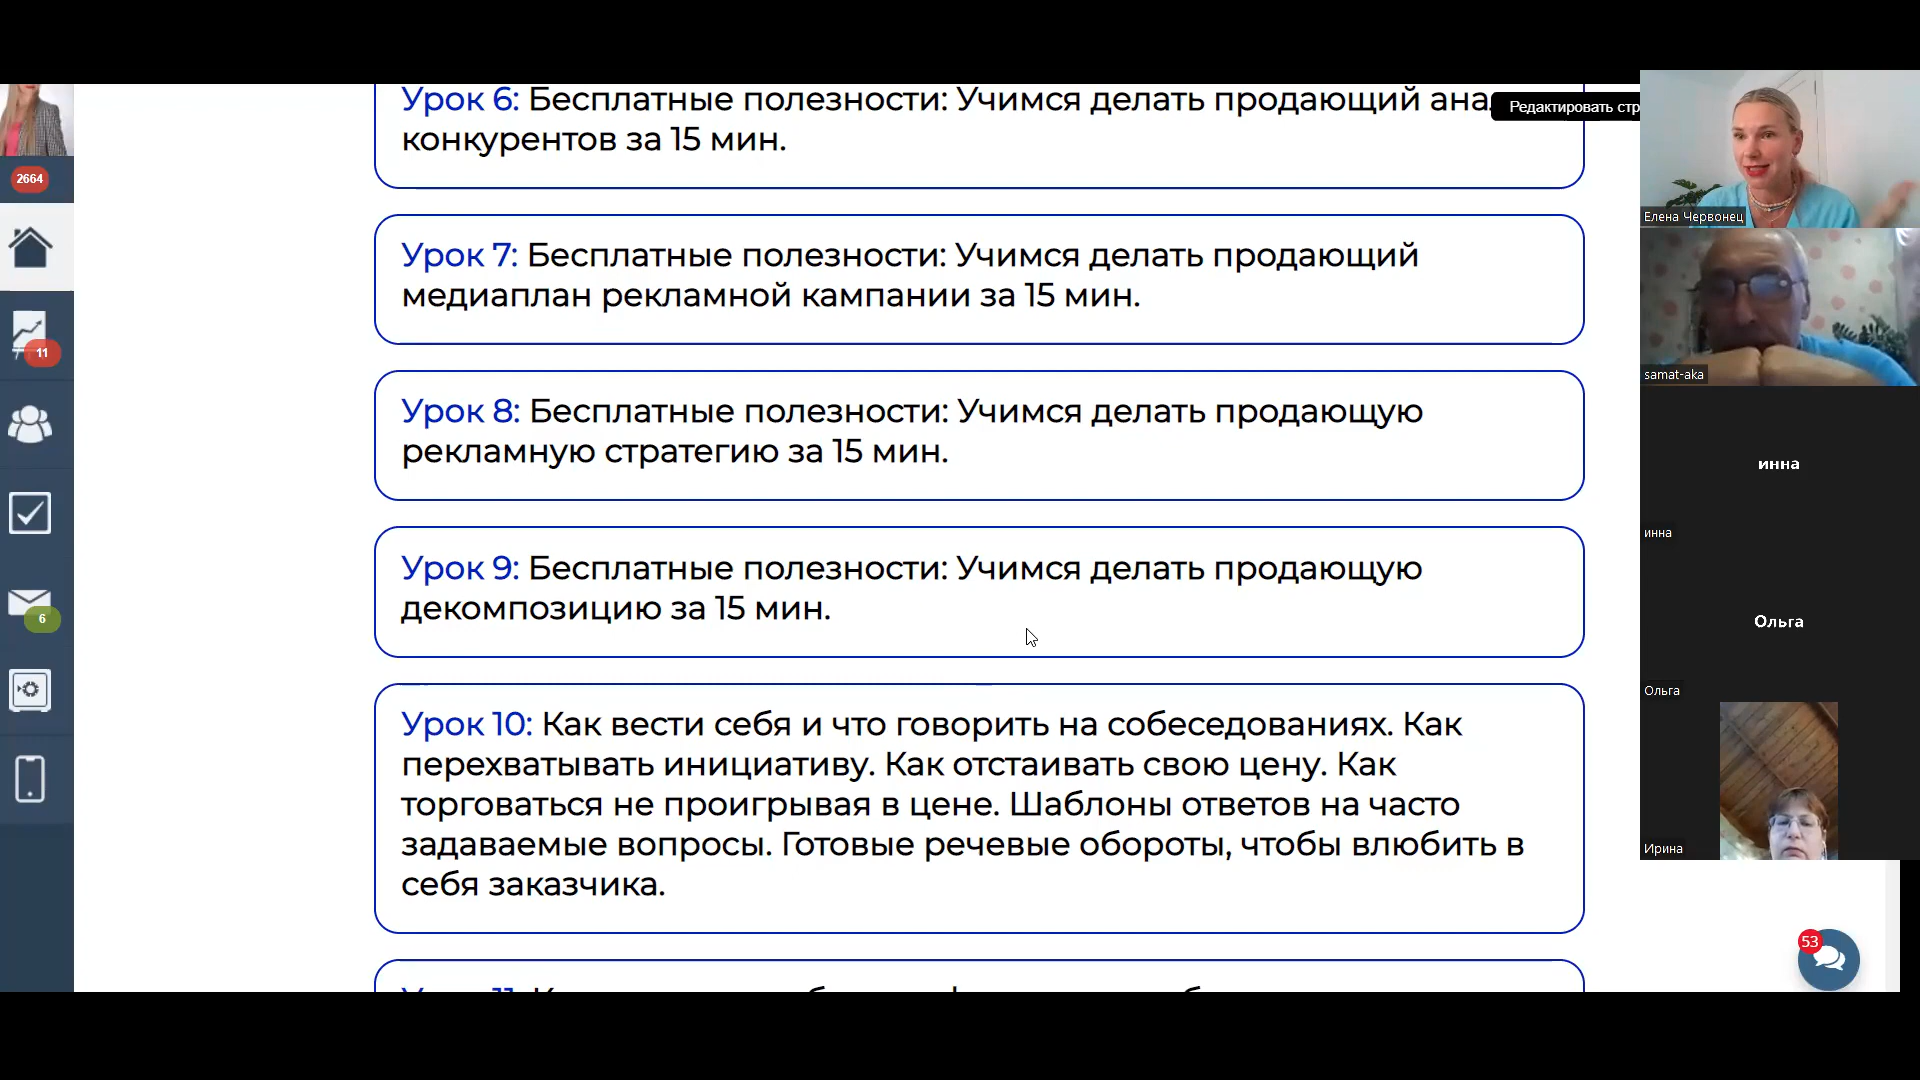 Урок 6: Бесплатные полезности: Учимся делать продающий
конкурентов за 15 мин.
Редактировать
Урок 7: Бесплатные полезности: Учимся делать продающий
медиаплан рекламной кампании за 15 мин.
Урок 8: Бесплатные полезности: Учимся делать продающую
рекламную стратегию за 15 мин.
Урок 9: Бесплатные полезности: Учимся делать продающую
декомпозицию за 15 мин.
Урок 10: Как вести себя и что говорить на собеседованиях. Как
перехватывать инициативу. Как отстаивать свою цену. Как
торговаться не проигрывая в цене. Шаблоны ответов на часто
задаваемые вопросы. Готовые речевые обороты, чтобы влюбить в
себя заказчика.
2664
11
6
Елена Червонец
samat-aka
инна
инна
Ольга
Ольга
Ирина
53